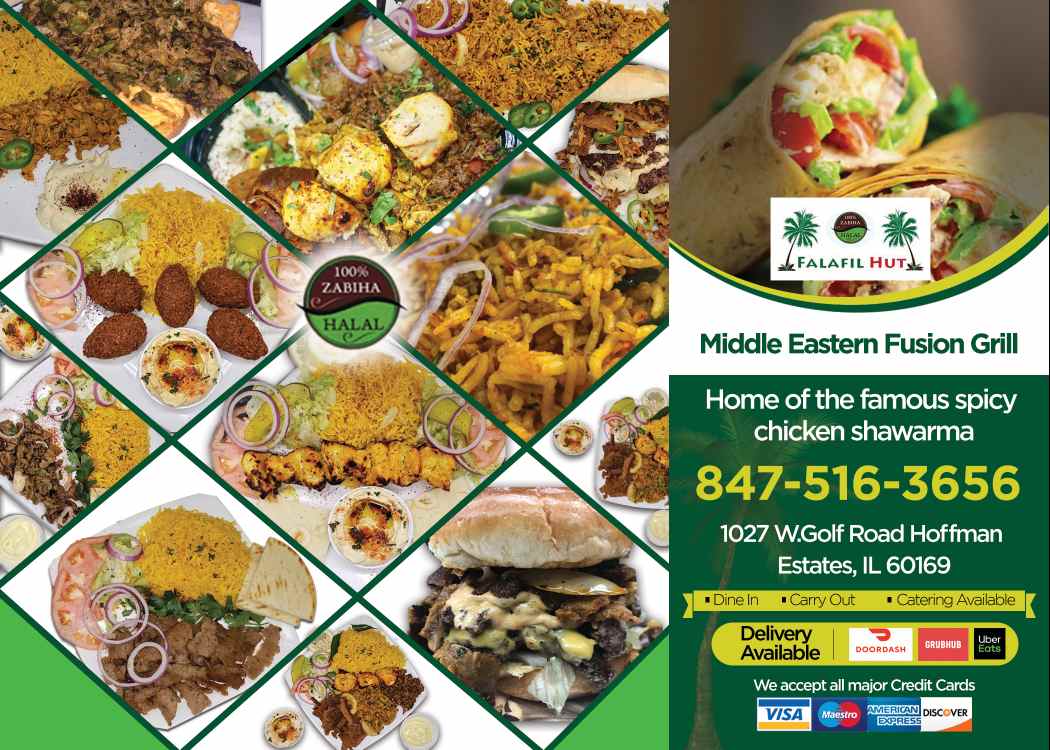 100%
ZABIHA
HALAL
100%
ZABIHA
HALAL
FALAFIL HUT
Middle Eastern Fusion Grill
Home of the famous spicy
chicken shawarma
847-516-3656
1027 W.Golf Road Hoffman
Estates, IL 60169
▪ Dine In ▪ Carry Out ▪ Catering Available
Delivery
Available
DOORDASH
GRUBHUB
Uber
Eats
We accept all major Credit Cards
VISA
Maestro
AMERICAN
EXPRESS
DISCOVER